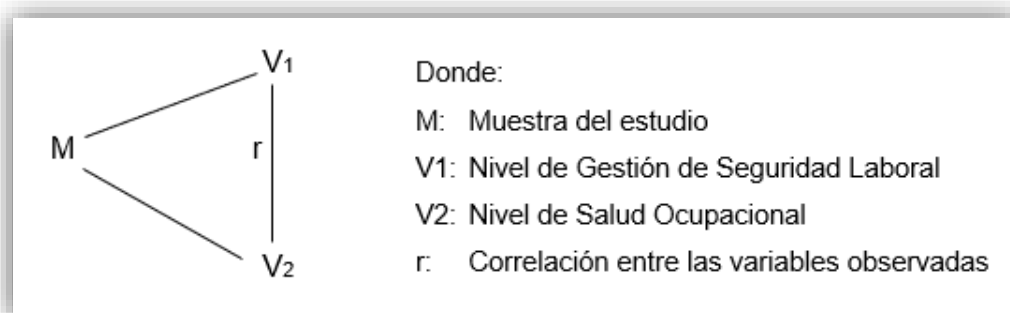 V1
M
r
V2
Donde:
M: Muestra del estudio
V1: Nivel de Gestión de Seguridad Laboral
V2: Nivel de Salud Ocupacional
r: Correlación entre las variables observadas